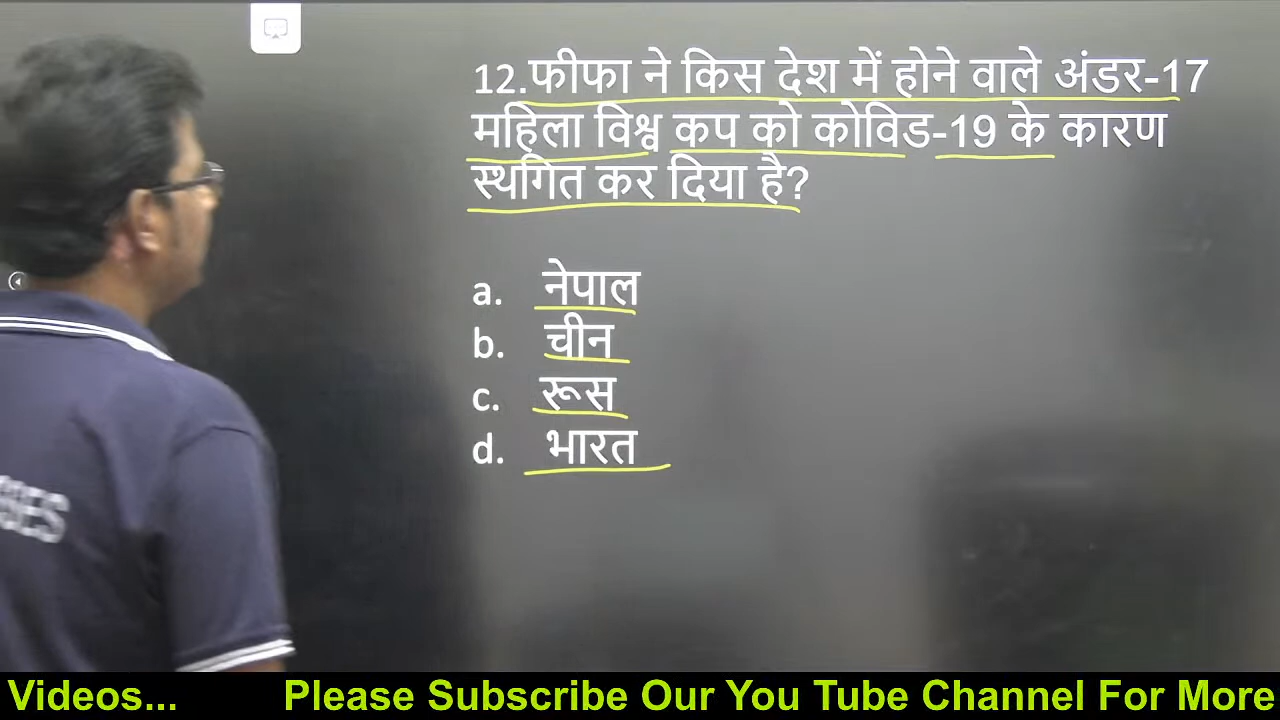 12.फीफा ने किस देश में होने वाले अंडर-17
महिला विश्व कप को कोविड-19 के कारण
स्थगित कर दिया है?
a. नेपाल
b. चीन
c. रूस
d. भारत
SSES
Videos... Please Subscribe Our You Tube Channel For More